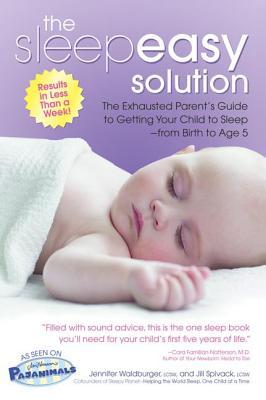 the
sleepeasy
solution
Results
in Less
Than a
Week!
The Exhausted Parent's Guide
to Getting Your Child to Sleep
—from Birth to Age 5
"Filled with sound advice, this is the one sleep book
you'll need for your child's first five years of life."
—Cara Familian Natterson, M.D.
Author of Your Newborn: Head to Toe
AS SEEN ON
PAJANIMALS
Jennifer Waldburger, LCSW, and Jill Spivack, LCSW
Cofounders of Sleepy Planet—Helping the World Sleep, One Child at a Time